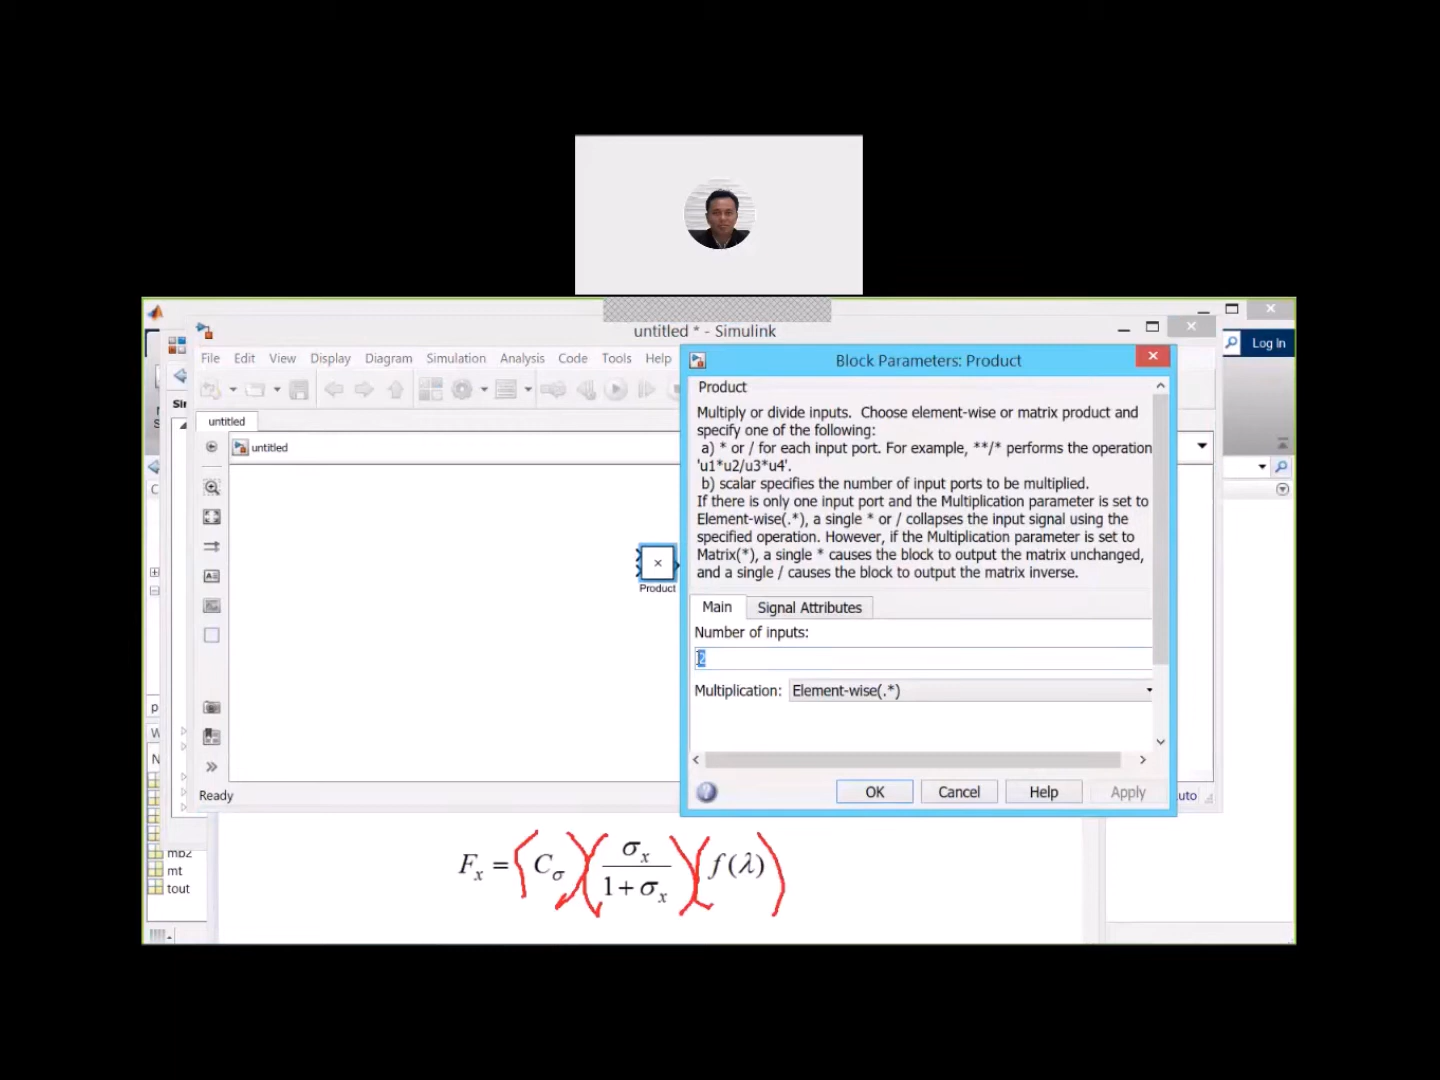 untitled * - Simulink
Log In
File Edit View Display Diagram Simulation Analysis Code Tools Help
untitled
untitled
Product
Block Parameters: Product
Product
Multiply or divide inputs. Choose element-wise or matrix product and
specify one of the following:
a) * or / for each input port. For example, **/* performs the operation
'u1*u2/u3*u4'.
b) scalar specifies the number of input ports to be multiplied.
If there is only one input port and the Multiplication parameter is set to
Element-wise(.*), a single * or / collapses the input signal using the
specified operation. However, if the Multiplication parameter is set to
Matrix(*), a single * causes the block to output the matrix unchanged,
and a single / causes the block to output the matrix inverse.
Main Signal Attributes
Number of inputs:
2
Multiplication: Element-wise(.*)
OK Cancel Help Apply
Ready
mb2
mt
tout
F_x = (C_σ)(σ_x / 1 + σ_x)(f(λ))